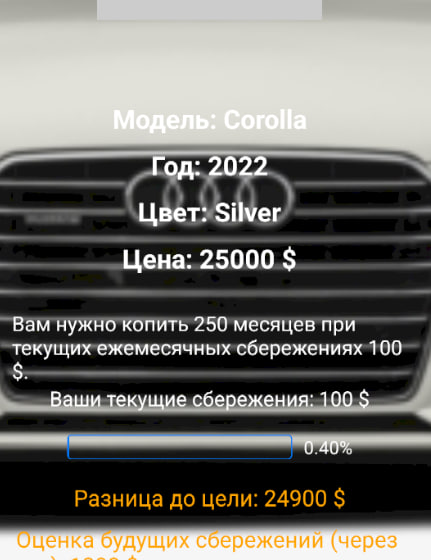 Модель: Corolla
Год: 2022
Цвет: Silver
Цена: 25000 $
Вам нужно копить 250 месяцев при
текущих ежемесячных сбережениях 100
$.
Ваши текущие сбережения: 100 $
0.40%
Разница до цели: 24900 $
Оценка будущих сбережений (через